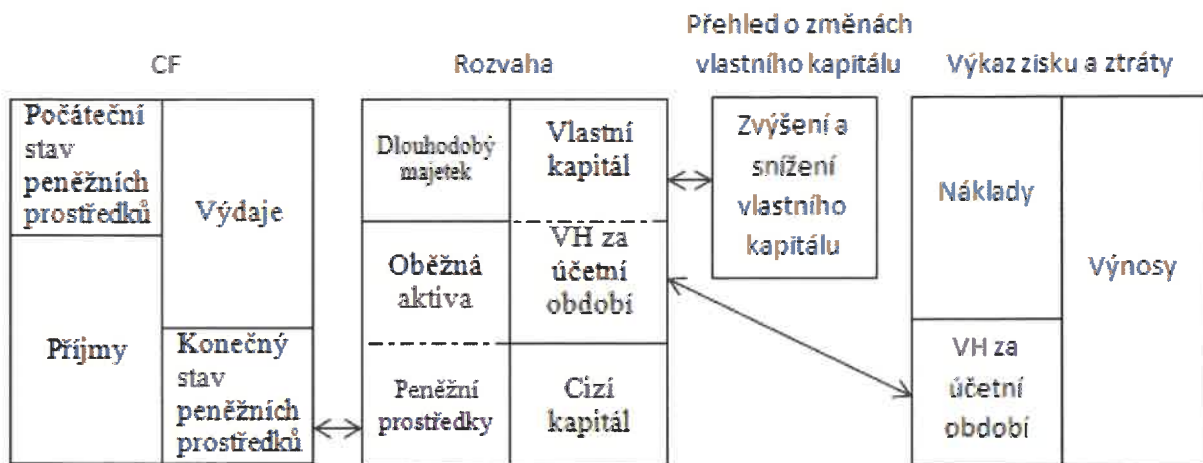 CF
Rozvaha
Přehled o změnách
vlastního kapitálu
Výkaz zisku a ztráty
Počáteční
stav
peněžních
prostředků
Výdaje
Příjmy
Konečný
stav
peněžních
prostředků
Dlouhodobý
majetek
Vlastní
kapitál
Oběžná
aktiva
VH za
účetní
období
Peněžní
prostředky
Cizí
kapitál
Zvýšení a
snížení
vlastního
kapitálu
Náklady
Výnosy
VH za
účetní
období